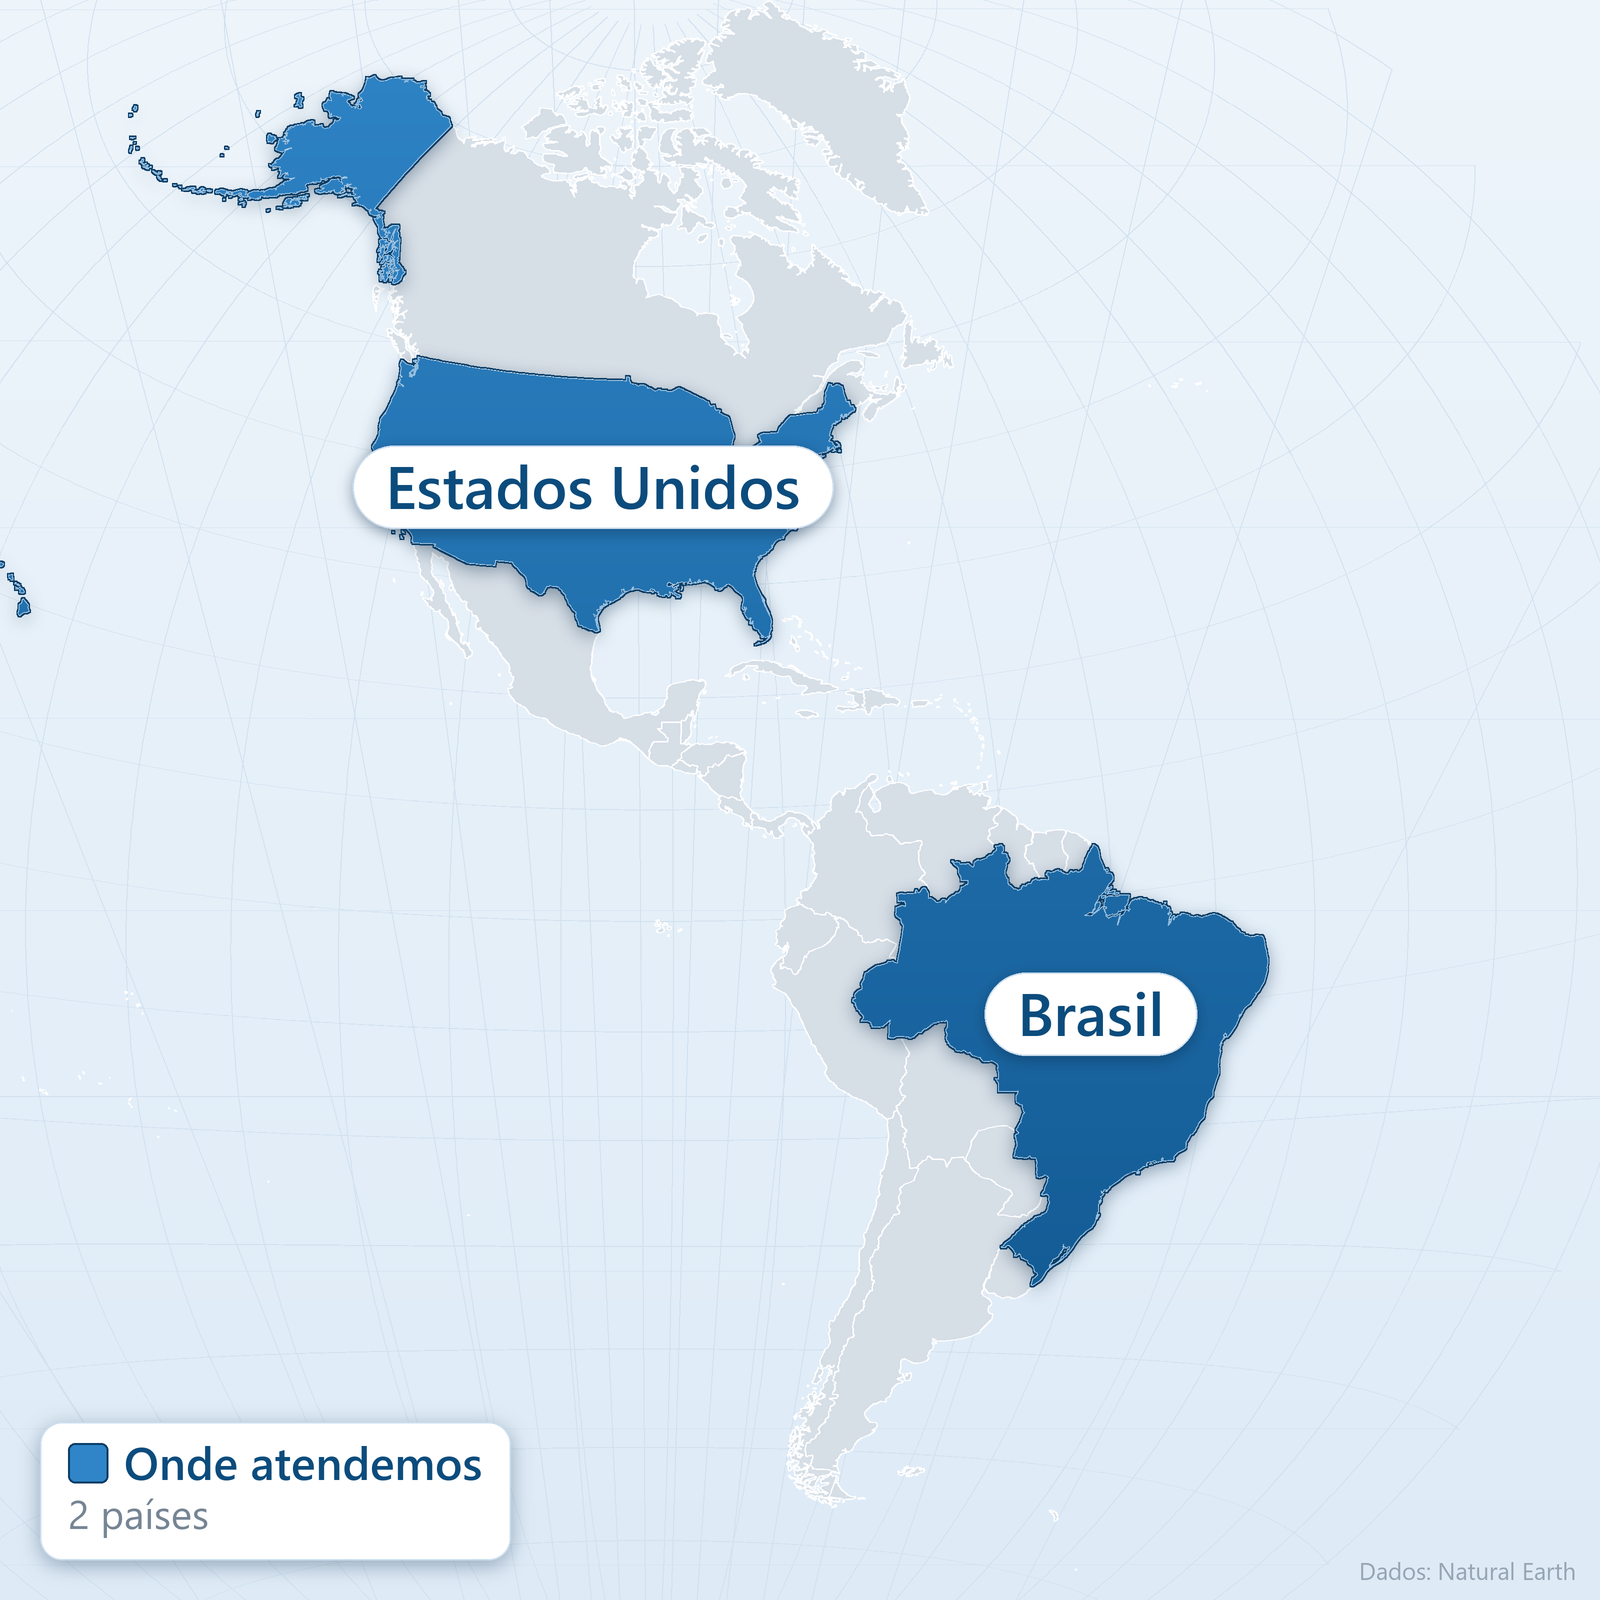 Estados Unidos
Brasil
Onde atendemos
2 países
Dados: Natural Earth